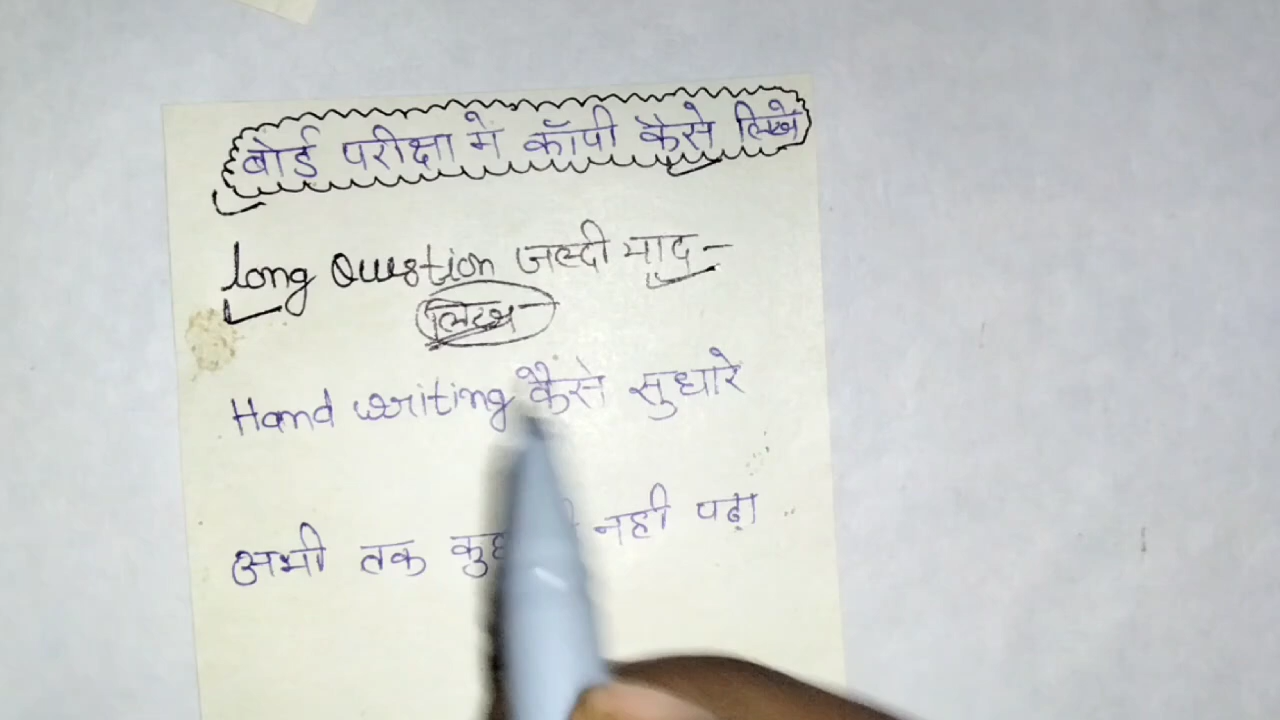 बोर्ड परीक्षा में कॉपी कैसे लिखे
long Question जल्दी याद -
लिख
Hand writing कैसे सुधारे
अभी तक नही पढ़ा ..